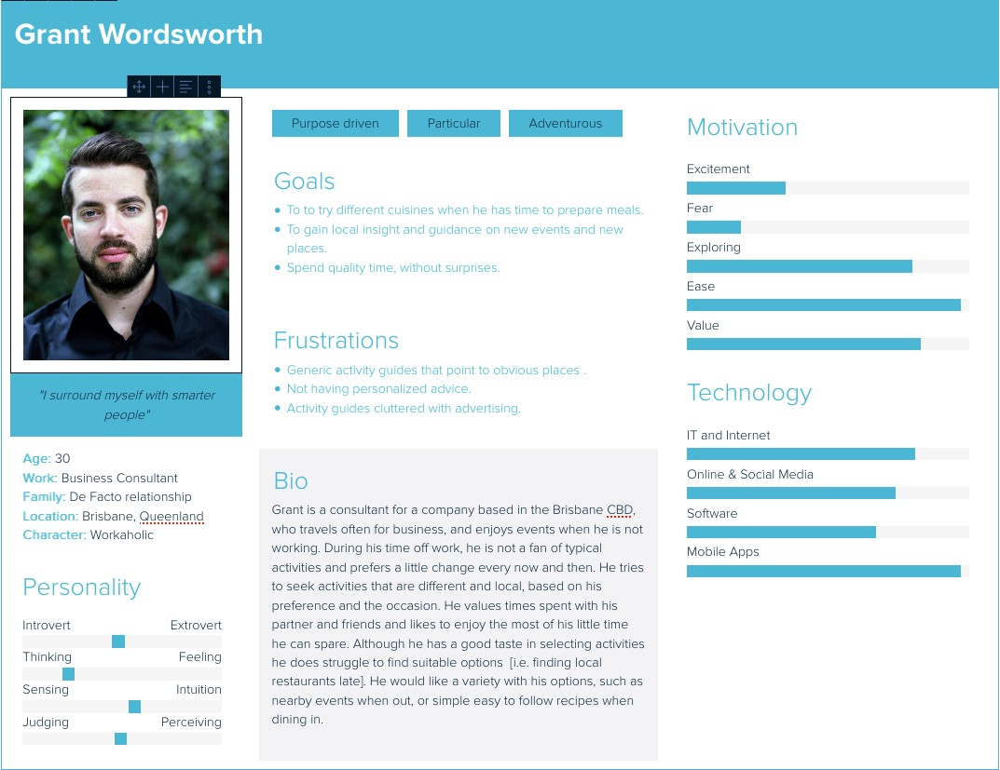 Grant Wordsworth
"I surround myself with smarter
people"
Age: 30
Work: Business Consultant
Family: De Facto relationship
Location: Brisbane, Queenland
Character: Workaholic
Personality
Introvert Extrovert
Thinking Feeling
Sensing Intuition
Judging Perceiving
Purpose driven Particular Adventurous
Goals
To to try different cuisines when he has time to prepare meals.
To gain local insight and guidance on new events and new
places.
Spend quality time, without surprises.
Frustrations
Generic activity guides that point to obvious places .
Not having personalized advice.
Activity guides cluttered with advertising.
Bio
Grant is a consultant for a company based in the Brisbane CBD,
who travels often for business, and enjoys events when he is not
working. During his time off work, he is not a fan of typical
activities and prefers a little change every now and then. He tries
to seek activities that are different and local, based on his
preference and the occasion. He values times spent with his
partner and friends and likes to enjoy the most of his little time
he can spare. Although he has a good taste in selecting activities
he does struggle to find suitable options [i.e. finding local
restaurants late]. He would like a variety with his options, such as
nearby events when out, or simple easy to follow recipes when
dining in.
Motivation
Excitement
Fear
Exploring
Ease
Value
Technology
IT and Internet
Online & Social Media
Software
Mobile Apps